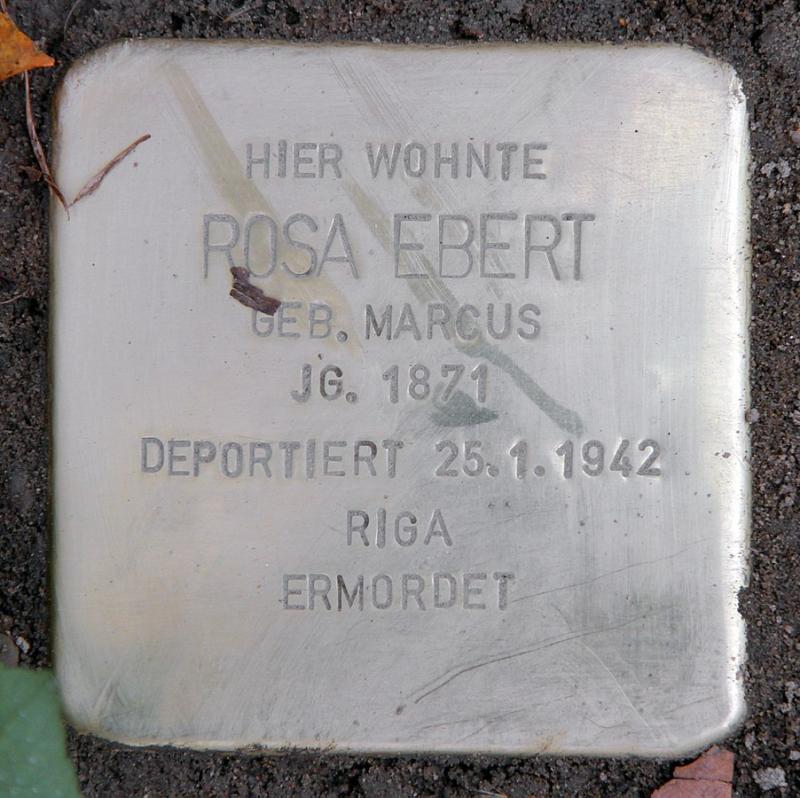 HIER WOHNTE
ROSA EBERT
GEB. MARCUS
JG. 1871
DEPORTIERT 25.1.1942
RIGA
ERMORDET